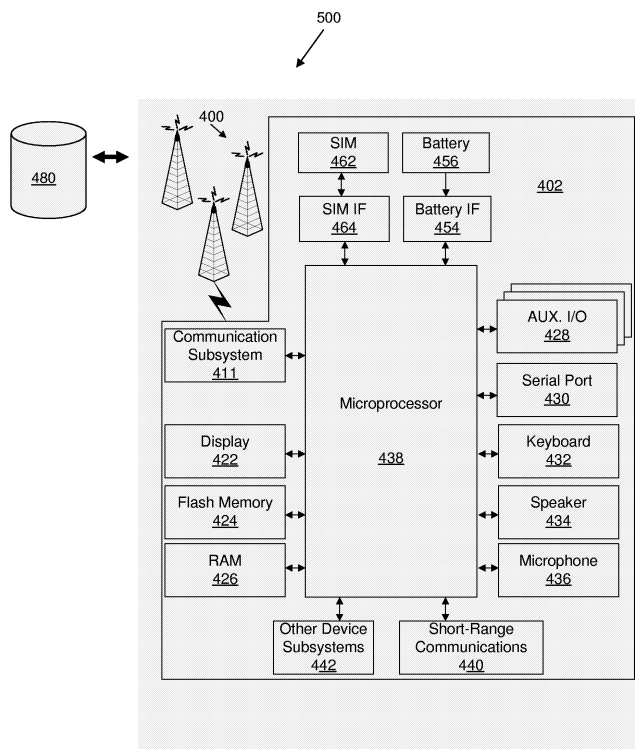 500
400
480
SIM
462
Battery
456
402
SIM IF
464
Battery IF
454
AUX. I/O
428
Communication
Subsystem
411
Serial Port
430
Microprocessor
438
Display
422
Keyboard
432
Flash Memory
424
Speaker
434
RAM
426
Microphone
436
Other Device
Subsystems
442
Short-Range
Communications
440